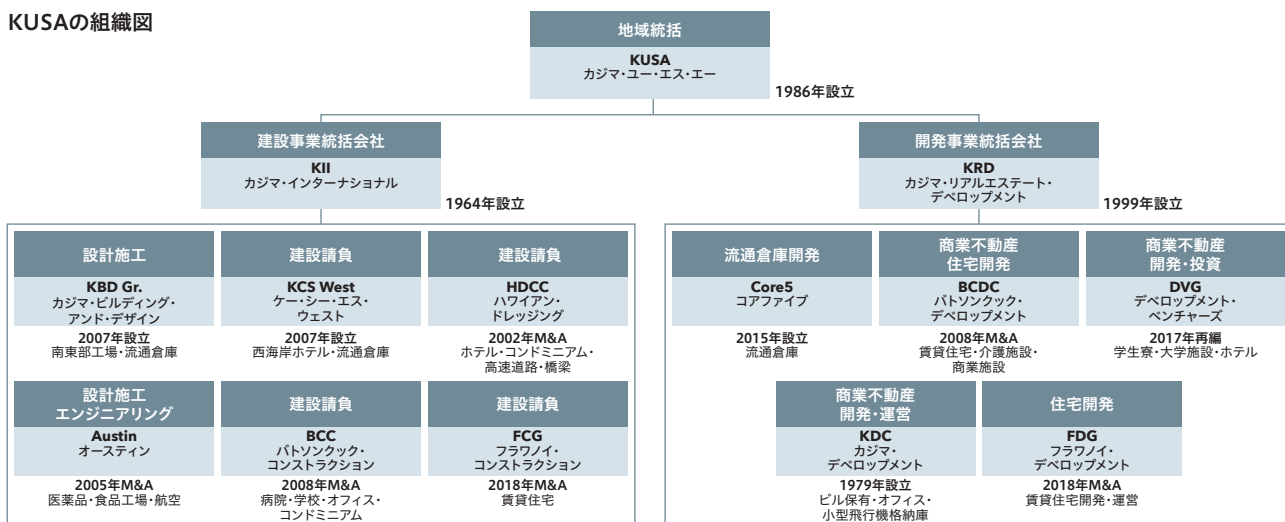 KUSAの組織図
地域統括
KUSA
カジマ・ユー・エス・エー
1986年設立
建設事業統括会社
KII
カジマ・インターナショナル
1964年設立
開発事業統括会社
KRD
カジマ・リアルエステート・
デベロップメント
1999年設立
設計施工
KBD Gr.
カジマ・ビルディング・
アンド・デザイン
2007年設立
南東部工場・流通倉庫
建設請負
KCS West
ケー・シー・エス・
ウェスト
2007年設立
西海岸ホテル・流通倉庫
建設請負
HDCC
ハワイアン・
ドレッジング
2002年M&A
ホテル・コンドミニアム・
高速道路・橋梁
設計施工
エンジニアリング
Austin
オースティン
2005年M&A
医薬品・食品工場・航空
建設請負
BCC
バトソンクック・
コンストラクション
2008年M&A
病院・学校・オフィス・
コンドミニアム
建設請負
FCG
フラワノイ・
コンストラクション
2018年M&A
賃貸住宅
流通倉庫開発
Core5
コアファイブ
2015年設立
流通倉庫
商業不動産
住宅開発
BCDC
バトソンクック・
デベロップメント
2008年M&A
賃貸住宅・介護施設・
商業施設
商業不動産
開発・投資
DVG
デベロップメント・
ベンチャーズ
2017年再編
学生寮・大学施設・ホテル
商業不動産
開発・運営
KDC
カジマ・
デベロップメント
1979年設立
ビル保有・オフィス・
小型飛行機格納庫
住宅開発
FDG
フラワノイ・
デベロップメント
2018年M&A
賃貸住宅開発・運営